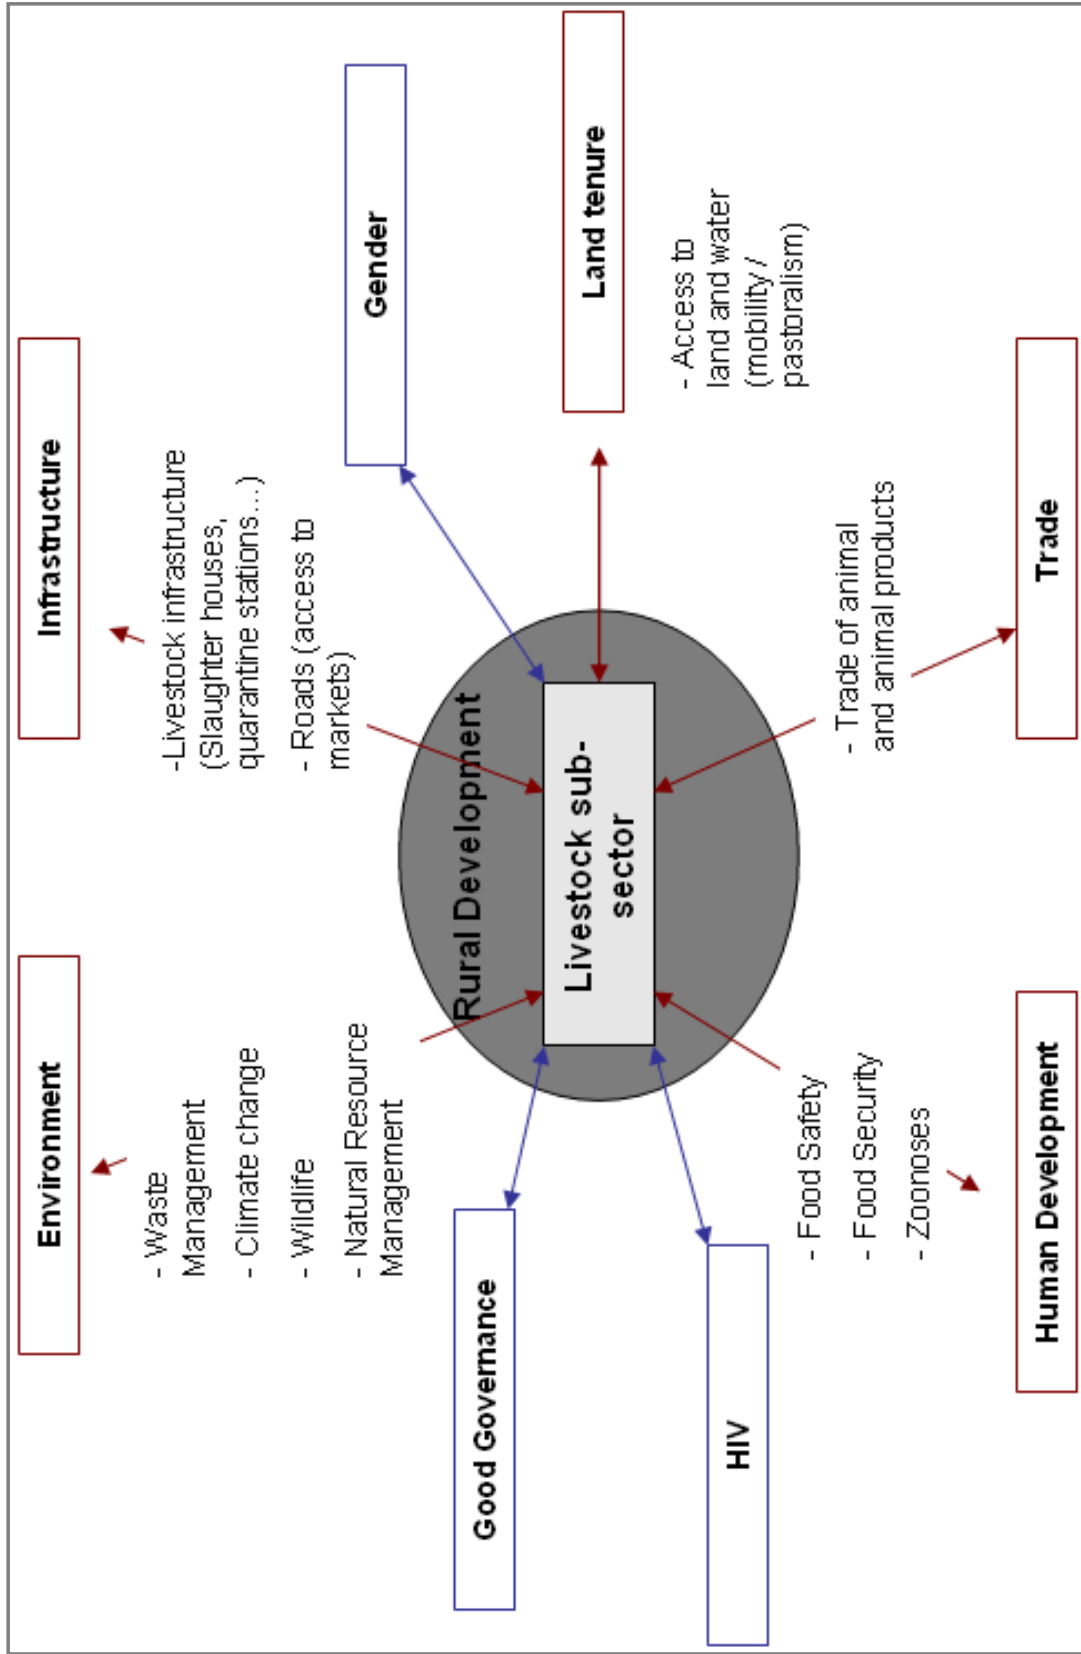 Environment
- Waste
Management
- Climate change
- Wildlife
- Natural Resource
Management
Infrastructure
-Livestock infrastructure
(Slaughter houses,
quarantine stations...)
- Roads (access to
markets)
Gender
Good Governance
Rural Development
Livestock sub-
sector
Land tenure
- Access to
land and water
(mobility /
pastoralism)
HIV
- Food Safety
- Food Security
- Zoonoses
Human Development
- Trade of animal
and animal products
Trade